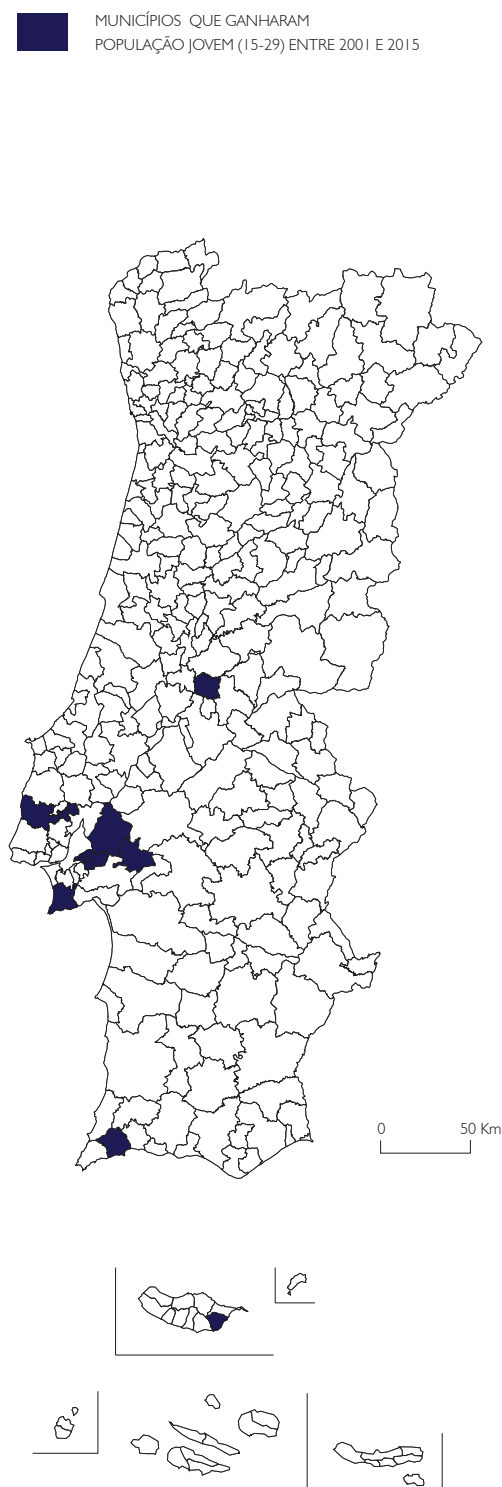 MUNICÍPIOS QUE GANHARAM
POPULAÇÃO JOVEM (15-29) ENTRE 2001 E 2015
0 50 Km